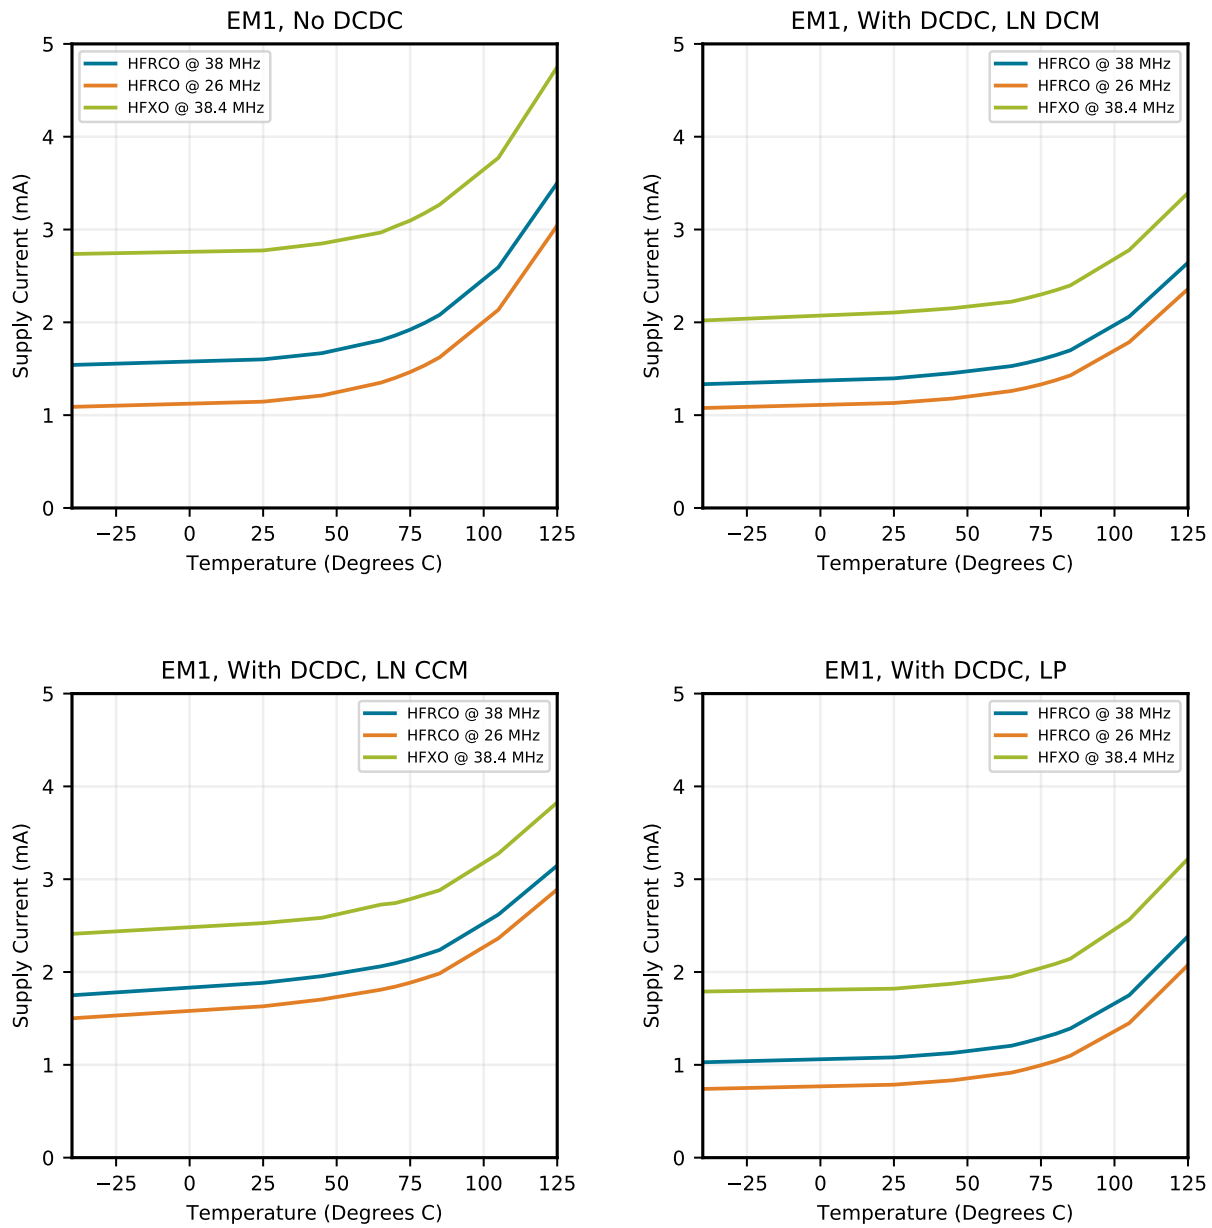 EM1, No DCDC
HFRCO @ 38 MHz
HFRCO @ 26 MHz
HFXO @ 38.4 MHz
5
4
3
2
1
0
Supply Current (mA)
−25 0 25 50 75 100 125
Temperature (Degrees C)
EM1, With DCDC, LN DCM
HFRCO @ 38 MHz
HFRCO @ 26 MHz
HFXO @ 38.4 MHz
5
4
3
2
1
0
Supply Current (mA)
−25 0 25 50 75 100 125
Temperature (Degrees C)
EM1, With DCDC, LN CCM
HFRCO @ 38 MHz
HFRCO @ 26 MHz
HFXO @ 38.4 MHz
5
4
3
2
1
0
Supply Current (mA)
−25 0 25 50 75 100 125
Temperature (Degrees C)
EM1, With DCDC, LP
HFRCO @ 38 MHz
HFRCO @ 26 MHz
HFXO @ 38.4 MHz
5
4
3
2
1
0
Supply Current (mA)
−25 0 25 50 75 100 125
Temperature (Degrees C)